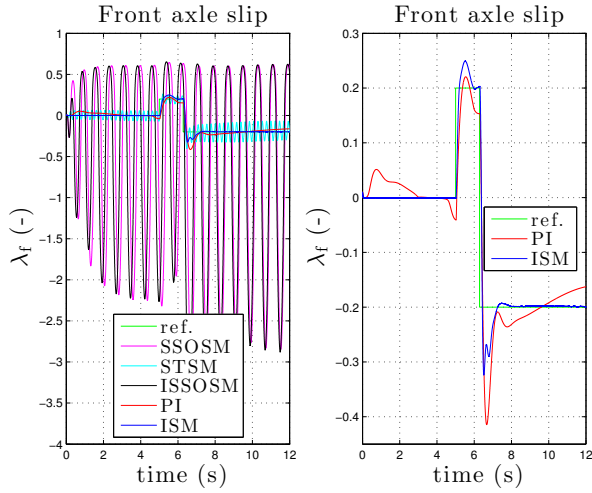 Front axle slip
1
0.5
0
−0.5
−1
−1.5
−2
−2.5
−3
−3.5
−4
0 2 4 6 8 10 12
λf (-)
time (s)
ref.
SSOSM
STSM
ISSOSM
PI
ISM
Front axle slip
0.3
0.2
0.1
0
−0.1
−0.2
−0.3
−0.4
0 2 4 6 8 10 12
λf (-)
time (s)
ref.
PI
ISM